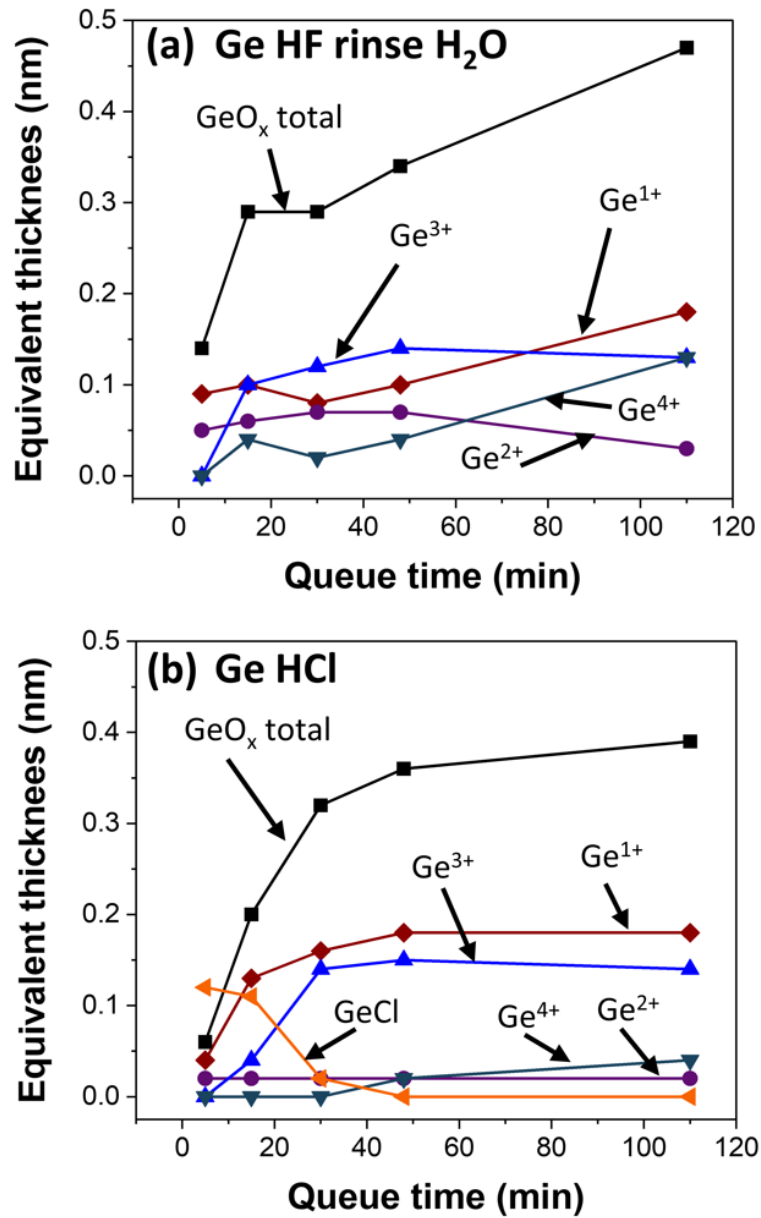 (a) Ge HF rinse H₂O
GeOₓ total
Ge³⁺
Ge¹⁺
Ge⁴⁺
Ge²⁺
Equivalent thicknees (nm)
0.5
0.4
0.3
0.2
0.1
0.0
0 20 40 60 80 100 120
Queue time (min)
(b) Ge HCl
GeOₓ total
Ge³⁺
Ge¹⁺
GeCl
Ge⁴⁺
Ge²⁺
Equivalent thicknees (nm)
0.5
0.4
0.3
0.2
0.1
0.0
0 20 40 60 80 100 120
Queue time (min)